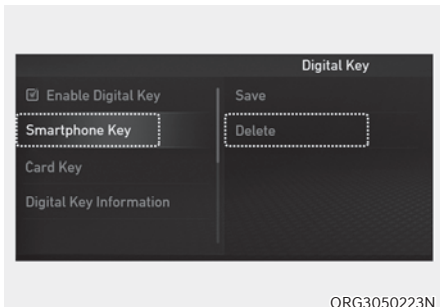 Digital Key
Enable Digital Key
Save
Smartphone Key
Delete
Card Key
Digital Key Information
ORG3050223N